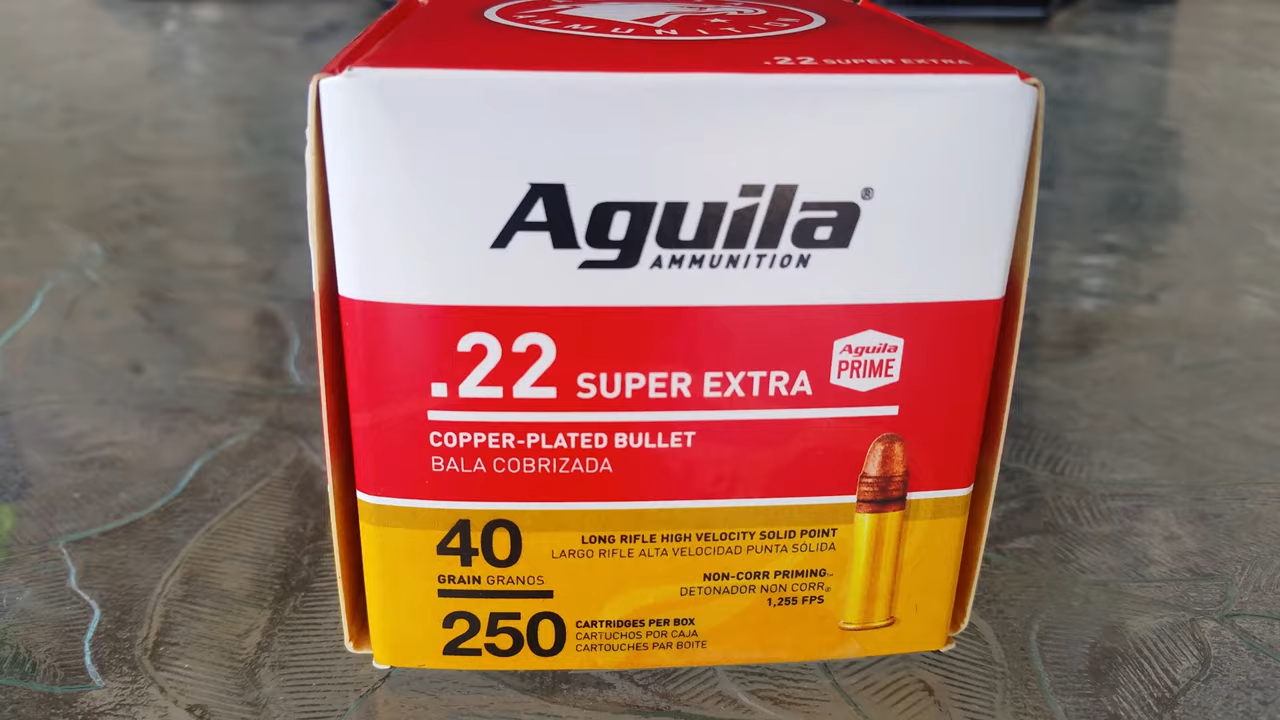 AMMUNITION
.22 SUPER EXTRA
Aguila®
AMMUNITION
.22 SUPER EXTRA
Aguila
PRIME
COPPER-PLATED BULLET
BALA COBRIZADA
40
GRAIN GRANOS
LONG RIFLE HIGH VELOCITY SOLID POINT
LARGO RIFLE ALTA VELOCIDAD PUNTA SÓLIDA
NON-CORR PRIMING™
DETONADOR NON CORR®
1,255 FPS
250
CARTRIDGES PER BOX
CARTUCHOS POR CAJA
CARTOUCHES PAR BOITE